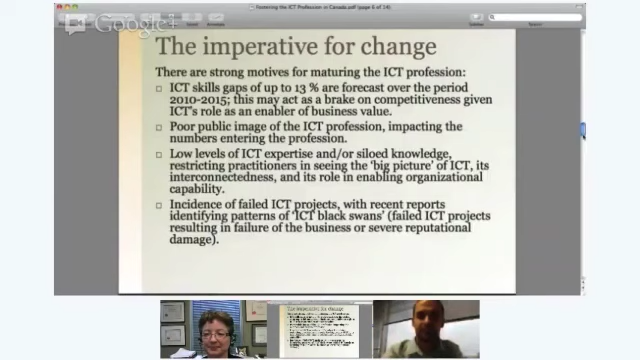 Fostering the ICT Profession in Canada.pdf (page 6 of 14)
Google+
The imperative for change
There are strong motives for maturing the ICT profession:
□ ICT skills gaps of up to 13 % are forecast over the period
2010-2015; this may act as a brake on competitiveness given
ICT's role as an enabler of business value.
□ Poor public image of the ICT profession, impacting the
numbers entering the profession.
□ Low levels of ICT expertise and/or siloed knowledge,
restricting practitioners in seeing the 'big picture' of ICT, its
interconnectedness, and its role in enabling organizational
capability.
□ Incidence of failed ICT projects, with recent reports
identifying patterns of 'ICT black swans' (failed ICT projects
resulting in failure of the business or severe reputational
damage).
The imperative for change